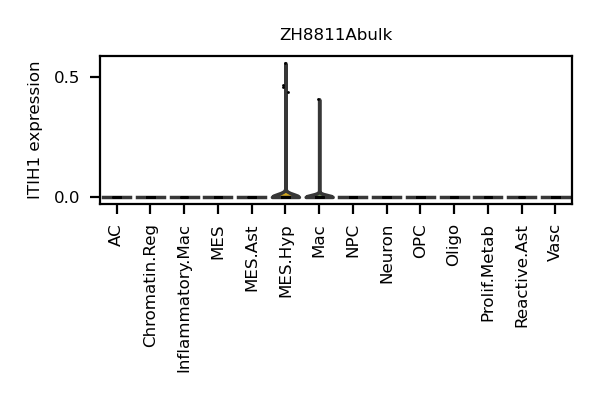 ZH8811Abulk
ITIH1 expression
0.5
0.0
AC
Chromatin.Reg
Inflammatory.Mac
MES
MES.Ast
MES.Hyp
Mac
NPC
Neuron
OPC
Oligo
Prolif.Metab
Reactive.Ast
Vasc